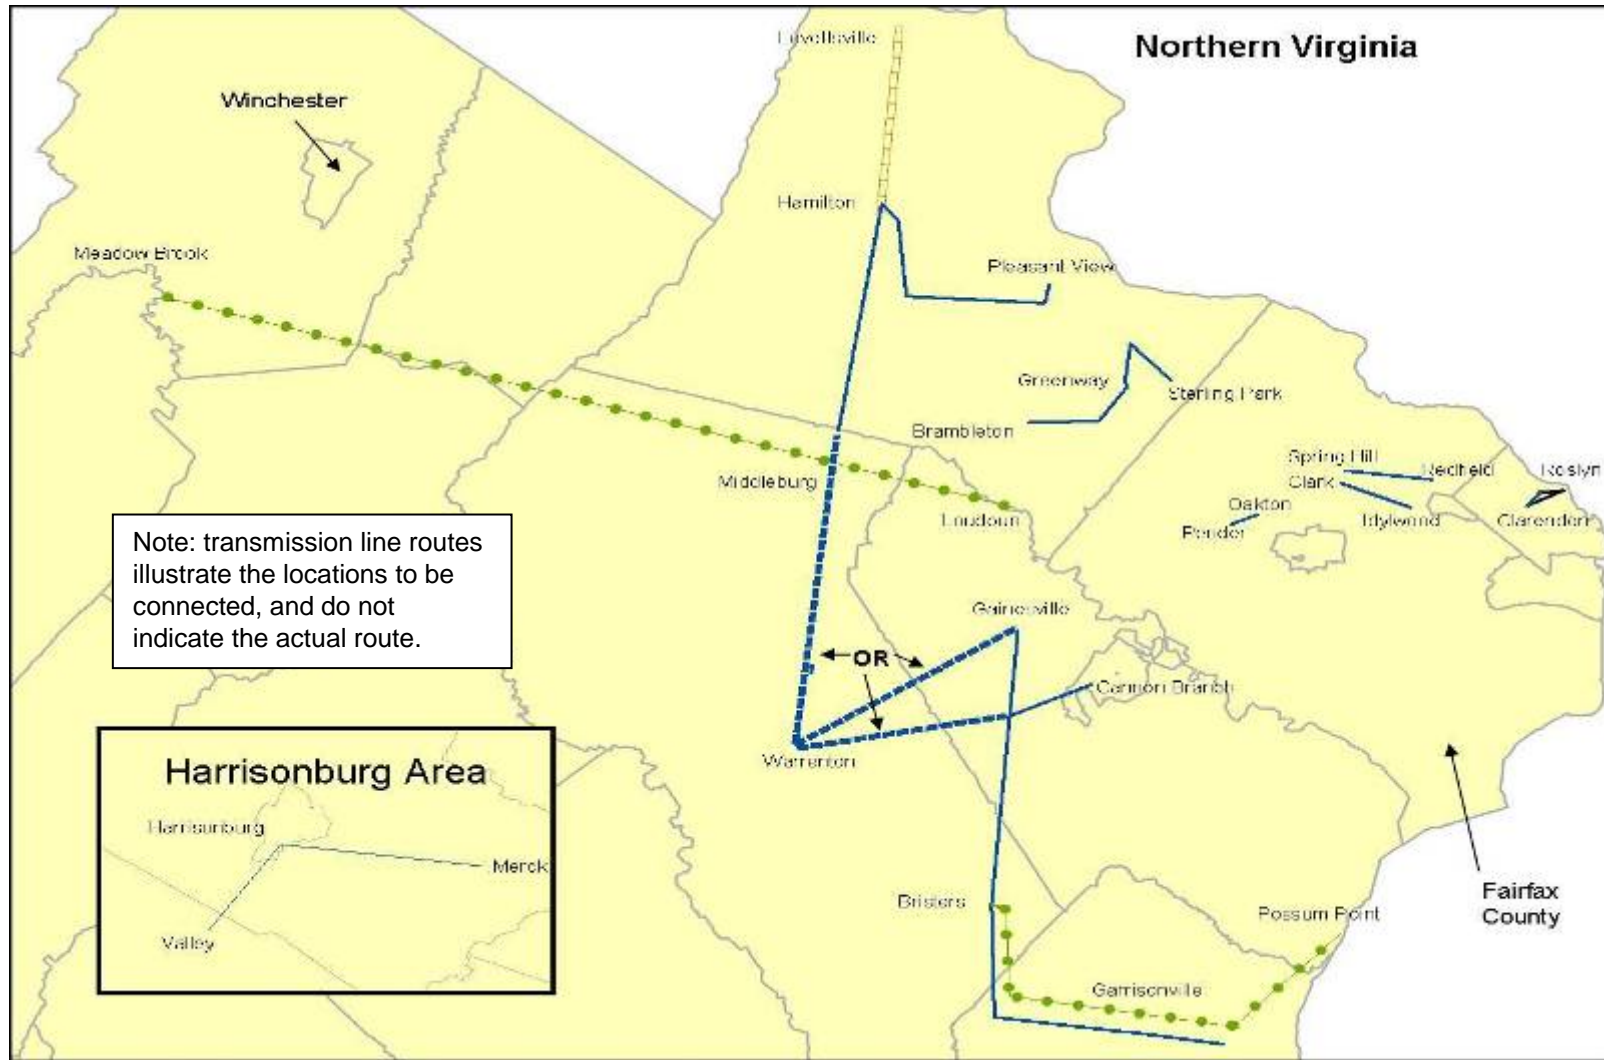 Northern Virginia
Lovettsville
Winchester
Hamilton
Meadow Brook
Pleasant View
Greenway
Sterling Park
Brambleton
Spring Hill
Redfield
Roslyn
Clark
Middleburg
Oakton
Idylwood
Clarendon
Loudoun
Pender
Note: transmission line routes
illustrate the locations to be
connected, and do not
indicate the actual route.
Gainesville
OR
Cannon Branch
Warrenton
Harrisonburg Area
Harrisonburg
Merck
Valley
Bristers
Possum Point
Fairfax
County
Garrisonville